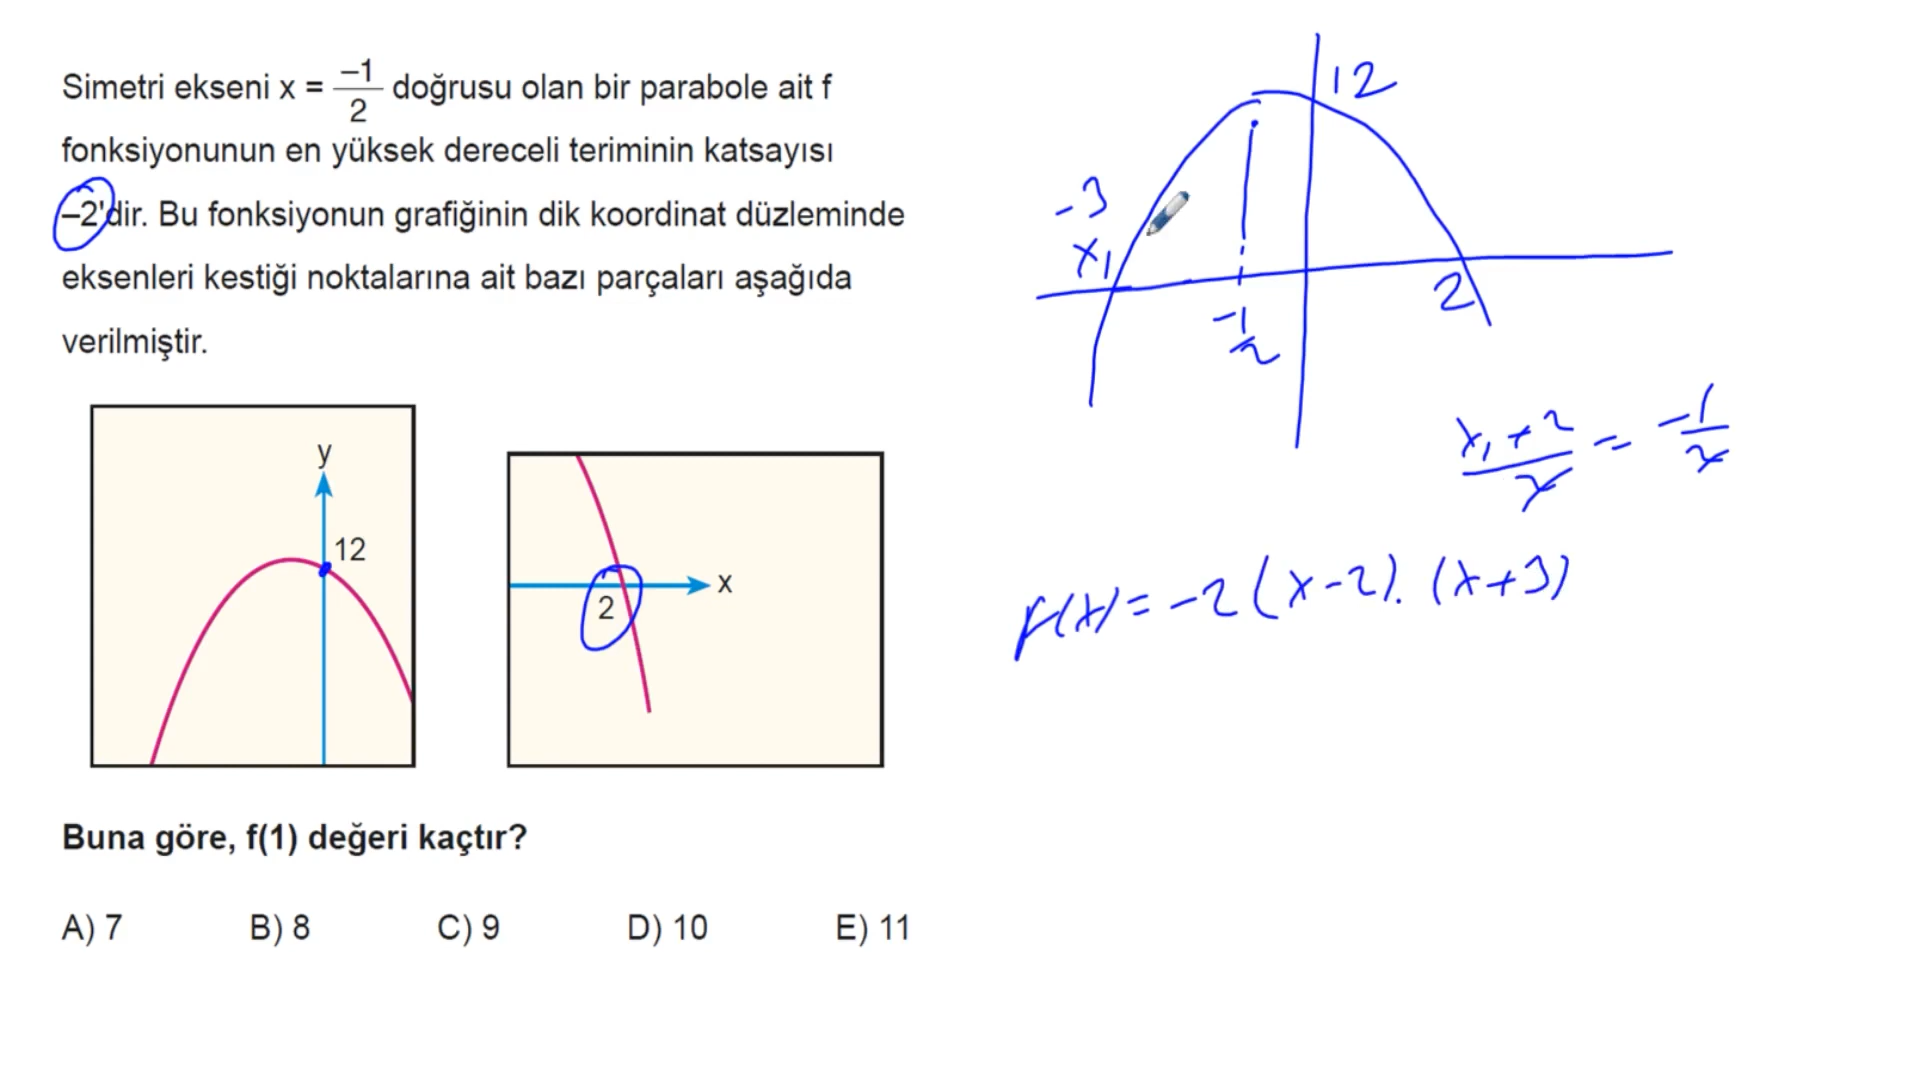 Simetri ekseni x = −1/2 doğrusu olan bir parabole ait f
fonksiyonunun en yüksek dereceli teriminin katsayısı
–2'dir. Bu fonksiyonun grafiğinin dik koordinat düzleminde
eksenleri kestiği noktalarına ait bazı parçaları aşağıda
verilmiştir.
y
12
x
2
Buna göre, f(1) değeri kaçtır?
A) 7 B) 8 C) 9 D) 10 E) 11
12
-3
x₁
-1/2
2
(x₁+2)/2 = -1/2
f(x) = -2(x-2).(x+3)